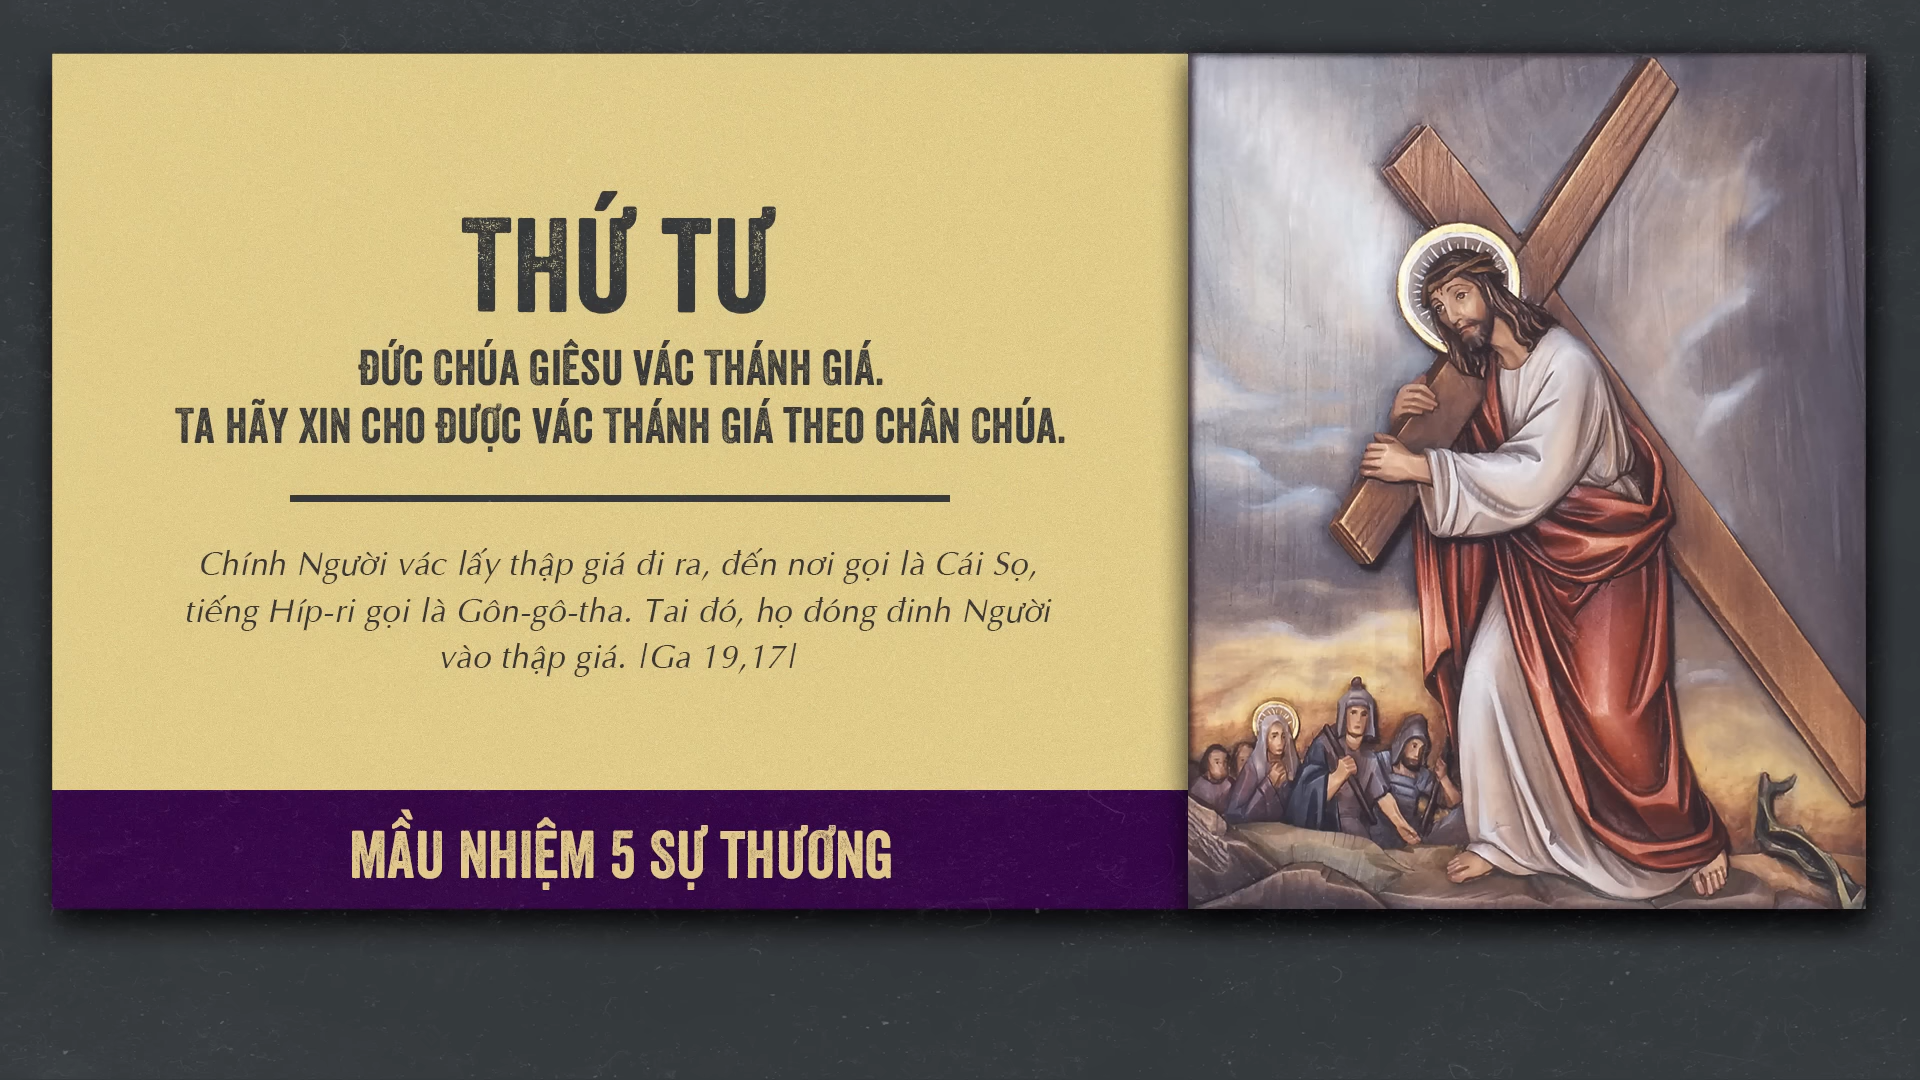 THỨ TƯ
ĐỨC CHÚA GIÊSU VÁC THÁNH GIÁ.
TA HÃY XIN CHO ĐƯỢC VÁC THÁNH GIÁ THEO CHÂN CHÚA.
Chính Người vác lấy thập giá đi ra, đến nơi gọi là Cái Sọ,
tiếng Híp-ri gọi là Gôn-gô-tha. Tai đó, họ đóng đinh Người
vào thập giá. |Ga 19,17|
MẦU NHIỆM 5 SỰ THƯƠNG